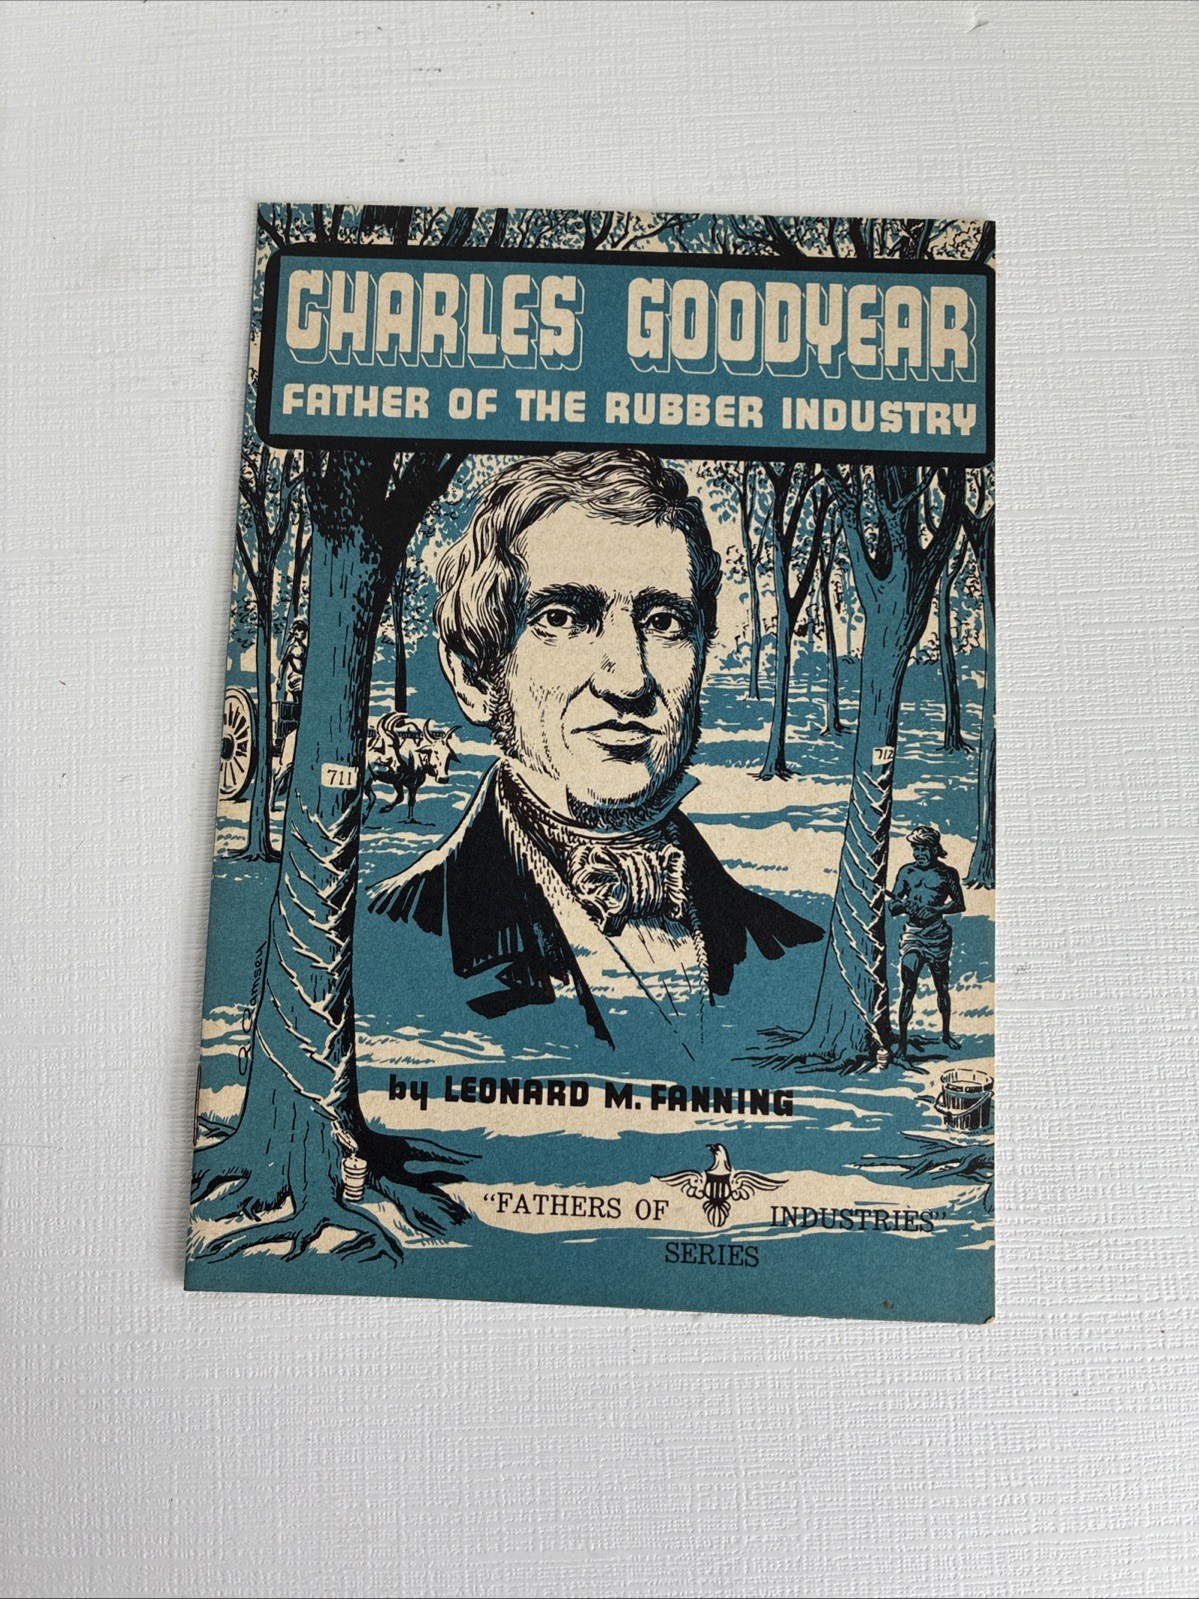 CHARLES GOODYEAR
FATHER OF THE RUBBER INDUSTRY
711
712
by LEONARD M. FANNING
"FATHERS OF INDUSTRIES"
SERIES